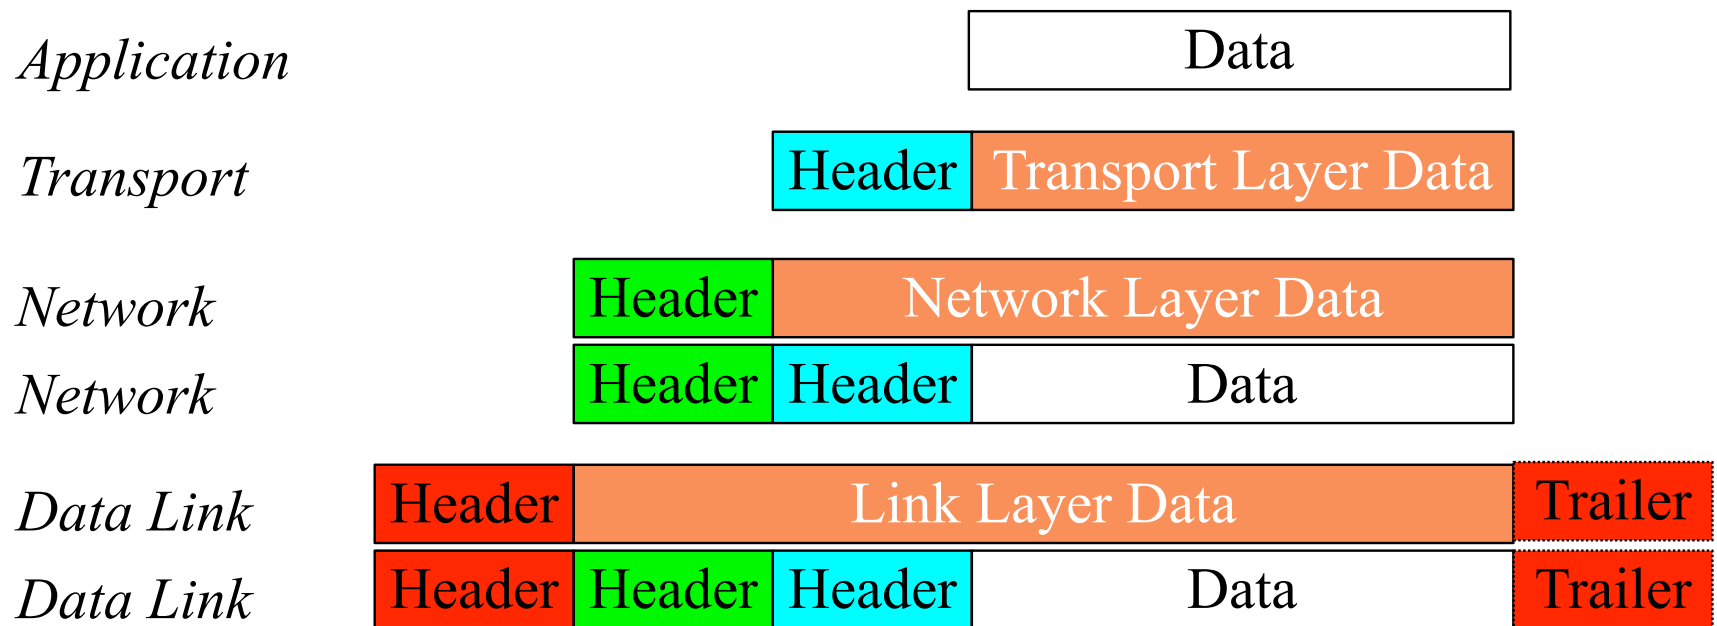 Application Data
Transport Header Transport Layer Data
Network Header Network Layer Data
Network Header Header Data
Data Link Header Link Layer Data Trailer
Data Link Header Header Header Data Trailer